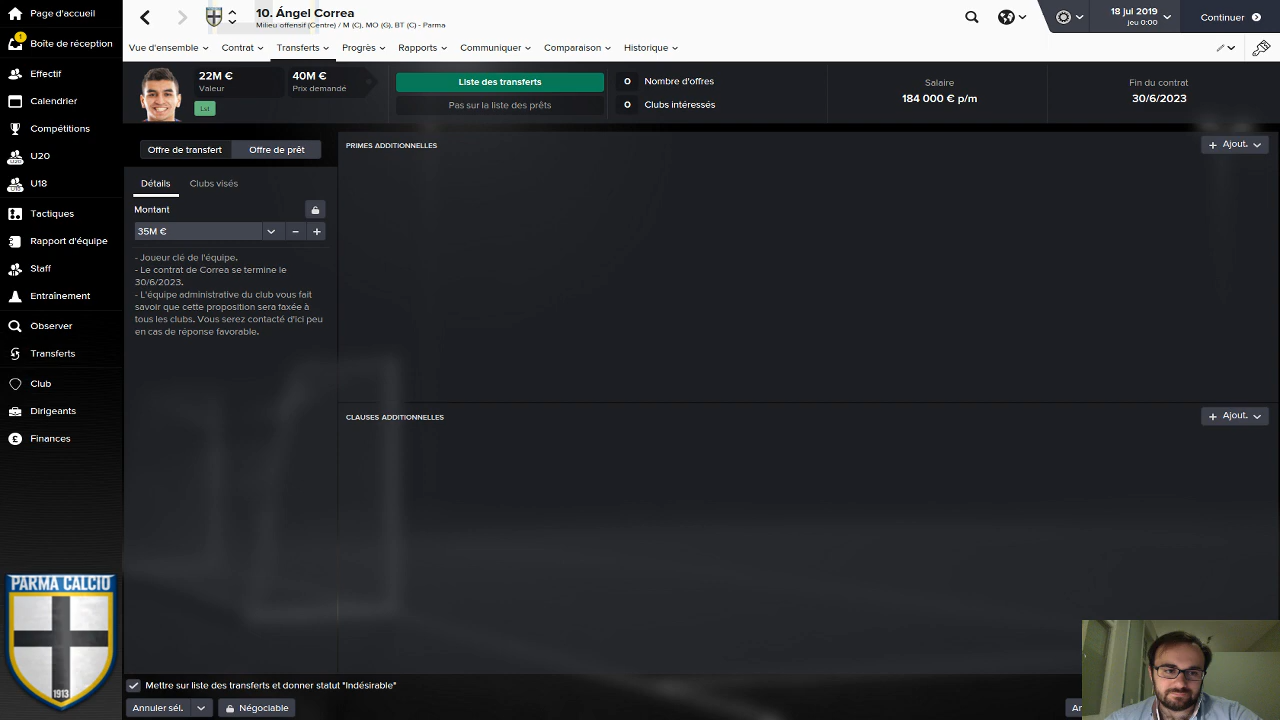 Page d'accueil
1
Boîte de réception
Effectif
Calendrier
Compétitions
U20
U20
U18
Tactiques
Rapport d'équipe
Staff
Entraînement
Observer
Transferts
Club
Dirigeants
£ Finances
PARMA CALCIO
1913
10. Ángel Correa
Milieu offensif (Centre) / M (C), MO (G), BT (C) - Parma
18 jul 2019
jeu 0:00
Continuer
Vue d'ensemble
Contrat
Transferts
Progrès
Rapports
Communiquer
Comparaison
Historique
22M €
Valeur
Lst
40M €
Prix demandé
Liste des transferts
Pas sur la liste des prêts
0 Nombre d'offres
0 Clubs intéressés
Salaire
184 000 € p/m
Fin du contrat
30/6/2023
Offre de transfert
Offre de prêt
Détails
Clubs visés
Montant
35M €
- Joueur clé de l'équipe.
- Le contrat de Correa se termine le
30/6/2023.
- L'équipe administrative du club vous fait
savoir que cette proposition sera faxée à
tous les clubs. Vous serez contacté d'ici peu
en cas de réponse favorable.
PRIMES ADDITIONNELLES
+ Ajout.
CLAUSES ADDITIONNELLES
+ Ajout.
Mettre sur liste des transferts et donner statut "Indésirable"
Annuler sél.
Négociable